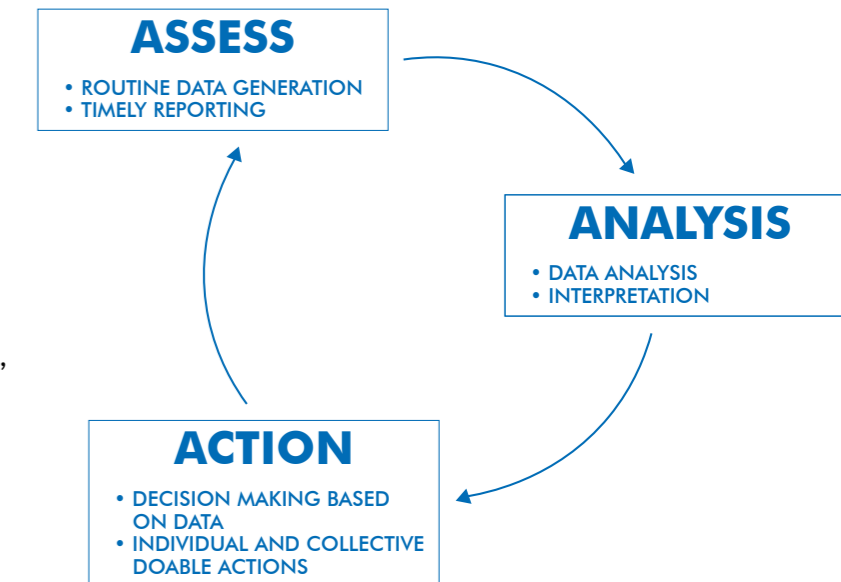 ASSESS
• ROUTINE DATA GENERATION
• TIMELY REPORTING
ANALYSIS
• DATA ANALYSIS
• INTERPRETATION
,
ACTION
• DECISION MAKING BASED
ON DATA
• INDIVIDUAL AND COLLECTIVE
DOABLE ACTIONS